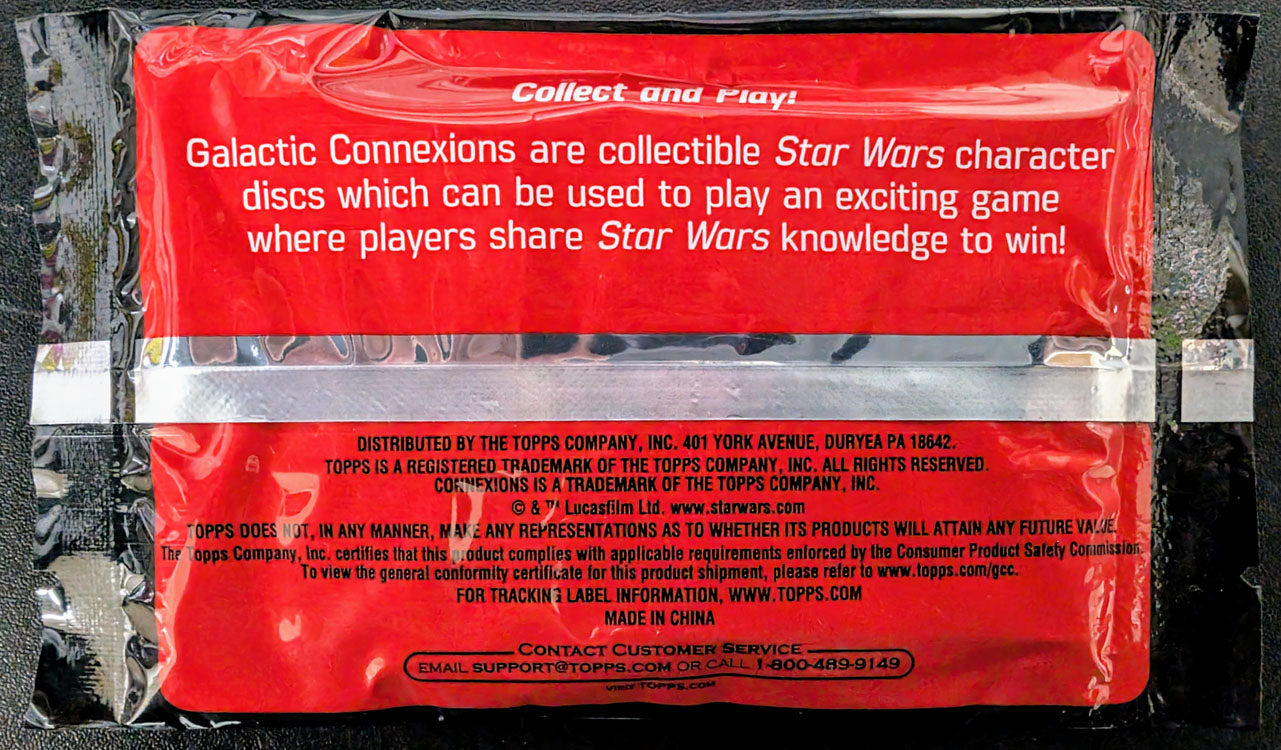 Collect and Play!
Galactic Connexions are collectible Star Wars character
discs which can be used to play an exciting game
where players share Star Wars knowledge to win!
DISTRIBUTED BY THE TOPPS COMPANY, INC. 401 YORK AVENUE, DURYEA PA 18642.
TOPPS IS A REGISTERED TRADEMARK OF THE TOPPS COMPANY, INC. ALL RIGHTS RESERVED.
CONNEXIONS IS A TRADEMARK OF THE TOPPS COMPANY, INC.
© & ™ Lucasfilm Ltd. www.starwars.com
TOPPS DOES NOT, IN ANY MANNER, MAKE ANY REPRESENTATIONS AS TO WHETHER ITS PRODUCTS WILL ATTAIN ANY FUTURE VALUE.
The Topps Company, Inc. certifies that this product complies with applicable requirements enforced by the Consumer Product Safety Commission.
To view the general conformity certificate for this product shipment, please refer to www.topps.com/gcc.
FOR TRACKING LABEL INFORMATION, WWW.TOPPS.COM
MADE IN CHINA
CONTACT CUSTOMER SERVICE
EMAIL SUPPORT@TOPPS.COM OR CALL 1-800-489-9149
VISIT TOPPS.COM